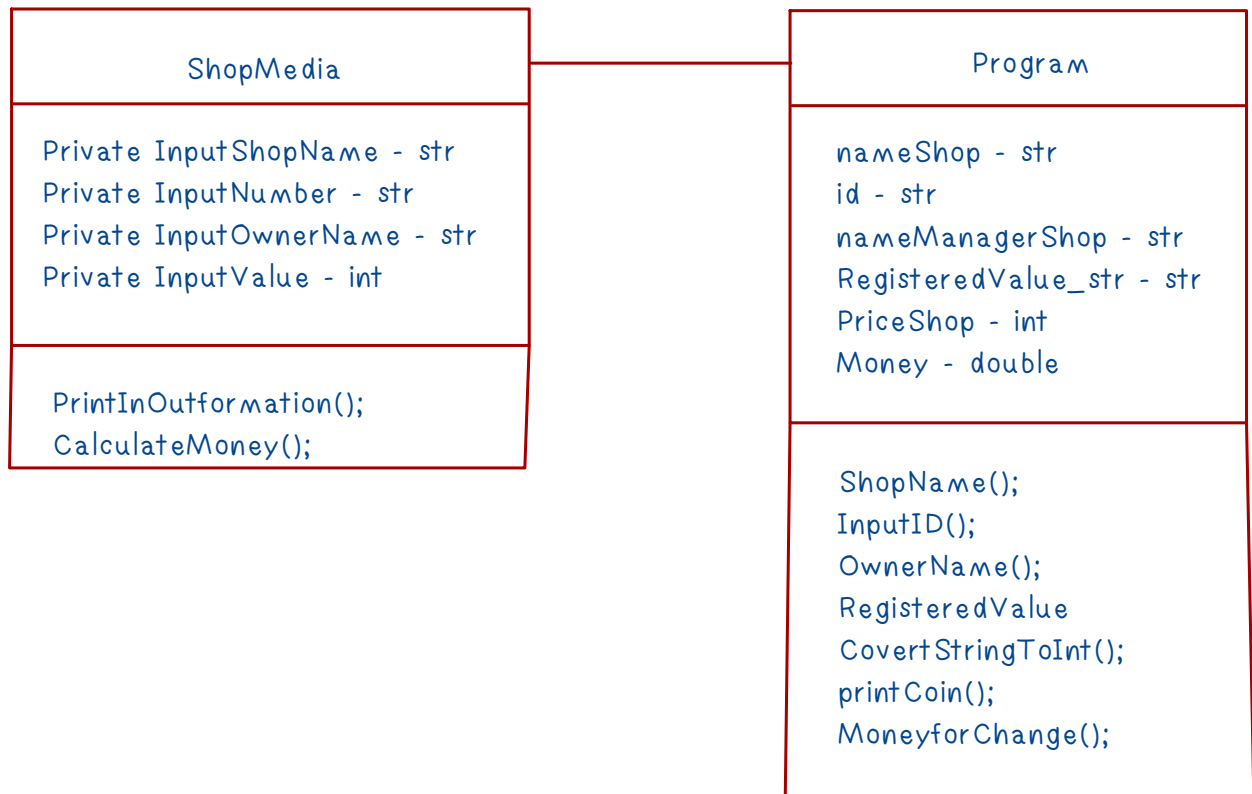 ShopMedia
Private InputShopName - str
Private InputNumber - str
Private InputOwnerName - str
Private InputValue - int
PrintInOutformation();
CalculateMoney();
Program
nameShop - str
id - str
nameManagerShop - str
RegisteredValue_str - str
PriceShop - int
Money - double
ShopName();
InputID();
OwnerName();
RegisteredValue
CovertStringToInt();
printCoin();
MoneyforChange();